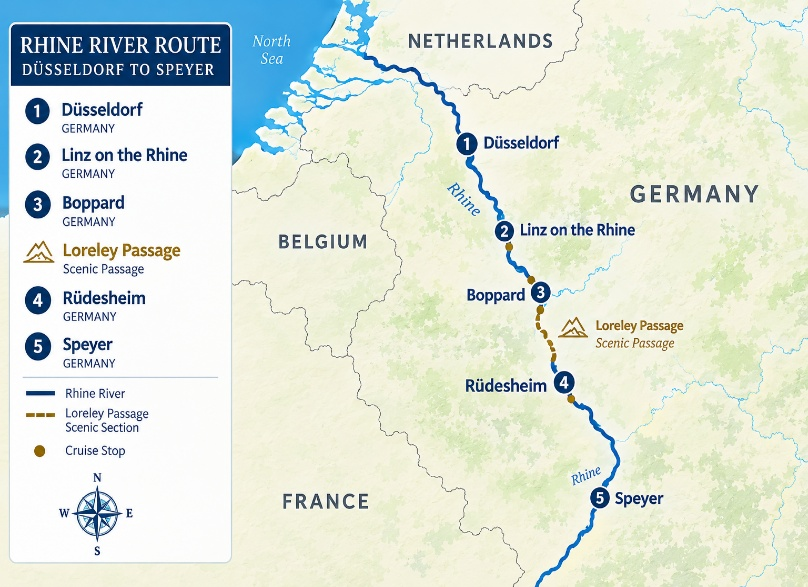 RHINE RIVER ROUTE
DÜSSELDORF TO SPEYER
1 Düsseldorf
GERMANY
2 Linz on the Rhine
GERMANY
3 Boppard
GERMANY
Loreley Passage
Scenic Passage
4 Rüdesheim
GERMANY
5 Speyer
GERMANY
Rhine River
Loreley Passage
Scenic Section
Cruise Stop
N
W E
S
North
Sea
NETHERLANDS
1 Düsseldorf
Rhine
GERMANY
2 Linz on the Rhine
BELGIUM
Boppard 3
Loreley Passage
Scenic Passage
Rüdesheim 4
Rhine
5 Speyer
FRANCE